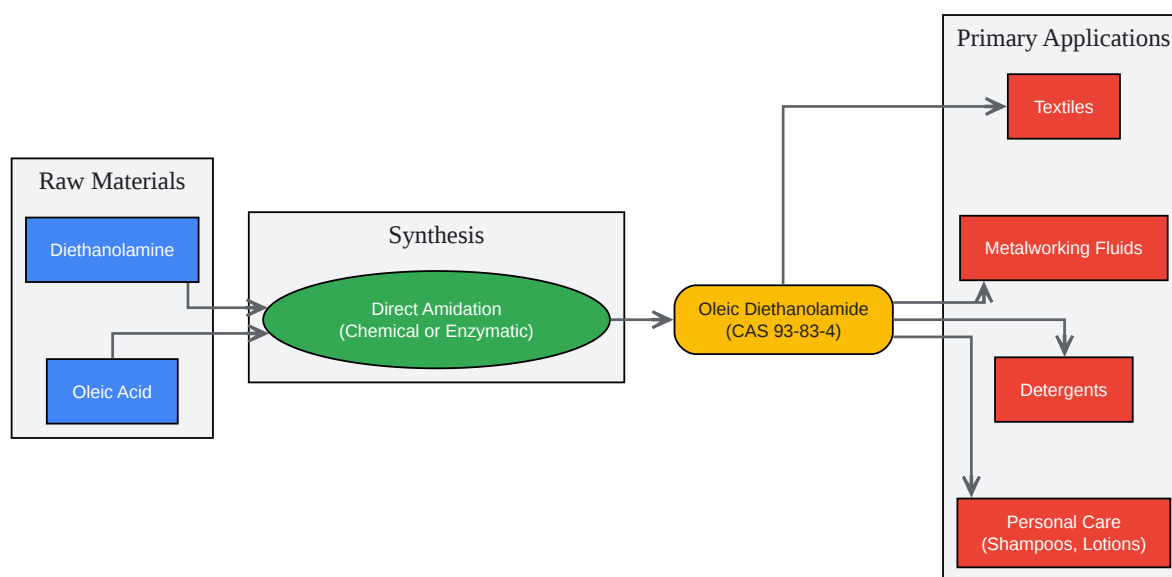 Raw Materials
Diethanolamine
Oleic Acid
Synthesis
Direct Amidation
(Chemical or Enzymatic)
Oleic Diethanolamide
(CAS 93-83-4)
Primary Applications
Textiles
Metalworking Fluids
Detergents
Personal Care
(Shampoos, Lotions)